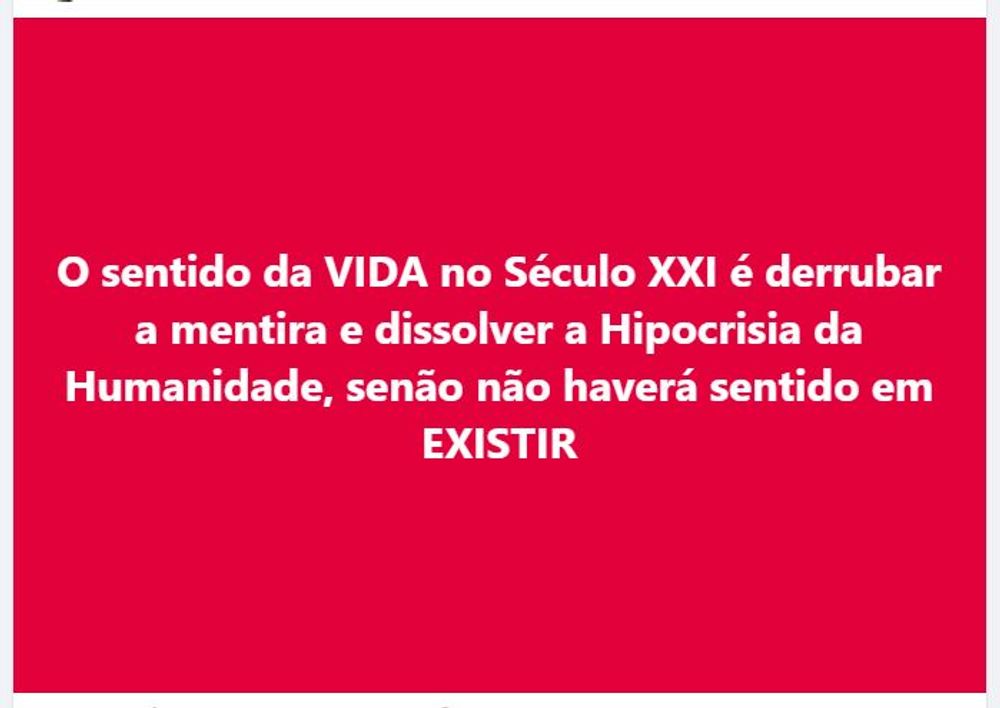 O sentido da VIDA no Século XXI é derrubar
a mentira e dissolver a Hipocrisia da
Humanidade, senão não haverá sentido em
EXISTIR